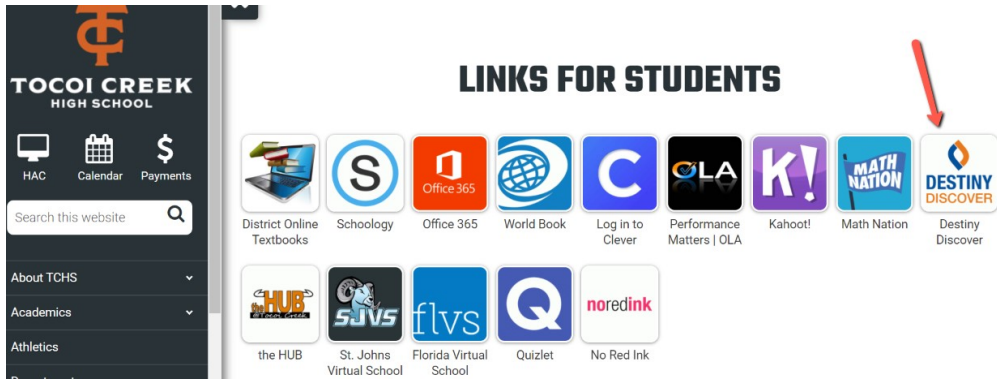 TOCOI CREEK
HIGH SCHOOL
HAC
Calendar
Payments
Search this website
About TCHS
Academics
Athletics
LINKS FOR STUDENTS
S
Office 365
C
OLA
K!
MATH
NATION
DESTINY
DISCOVER
District Online
Textbooks
Schoology
Office 365
World Book
Log in to
Clever
Performance
Matters | OLA
Kahoot!
Math Nation
Destiny
Discover
the HUB
@Tocoi Creek
SJVS
flvs
Q
noredink
the HUB
St. Johns
Virtual School
Florida Virtual
School
Quizlet
No Red Ink